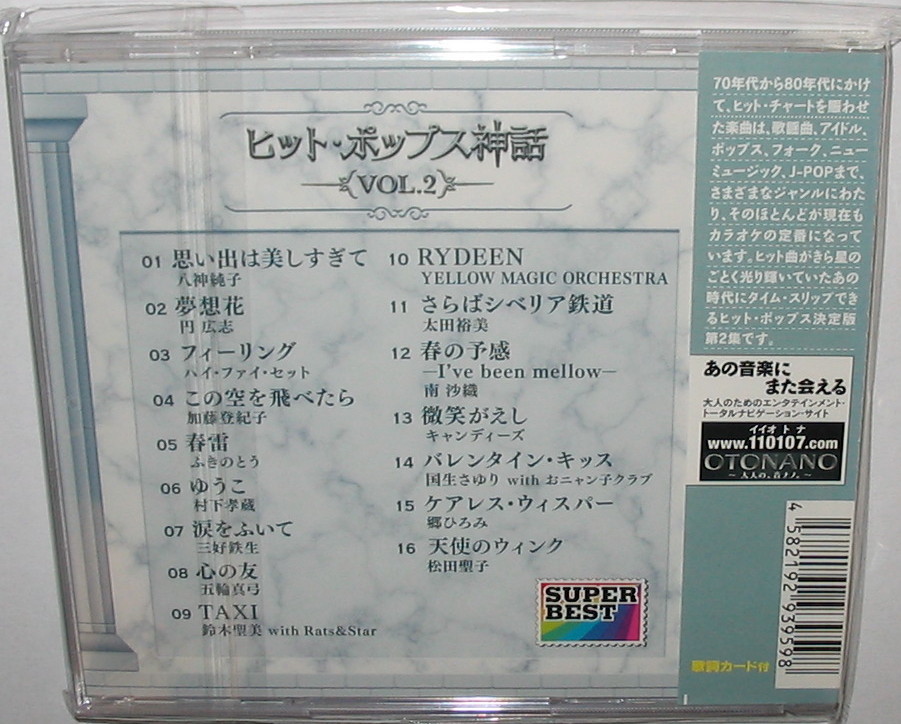 ヒット・ポップス神話
VOL.2
01 思い出は美しすぎて
八神純子
02 夢想花
円 広志
03 フィーリング
ハイ・ファイ・セット
04 この空を飛べたら
加藤登紀子
05 春雷
ふきのとう
06 ゆうこ
村下孝蔵
07 涙をふいて
三好鉄生
08 心の友
五輪真弓
09 TAXI
鈴木聖美 with Rats&Star
10 RYDEEN
YELLOW MAGIC ORCHESTRA
11 さらばシベリア鉄道
太田裕美
12 春の予感
―I've been mellow―
南 沙織
13 微笑がえし
キャンディーズ
14 バレンタイン・キッス
国生さゆり with おニャン子クラブ
15 ケアレス・ウィスパー
郷ひろみ
16 天使のウィンク
松田聖子
SUPER
BEST
70年代から80年代にかけ
て、ヒット・チャートを賑わせ
た楽曲は、歌謡曲、アイドル、
ポップス、フォーク、ニュー
ミュージック、J-POPまで、
さまざまなジャンルにわた
り、そのほとんどが現在も
カラオケの定番になって
います。ヒット曲がきら星の
ごとく光り輝いていたあの
時代にタイム・スリップでき
るヒット・ポップス決定版
第2集です。
あの音楽に
また会える
大人のためのエンタテインメント・
トータルナビゲーション・サイト
イイオトナ
www.110107.com
OTONANO
～大人の、音ナノ。～
4 582192 939598
歌詞カード付